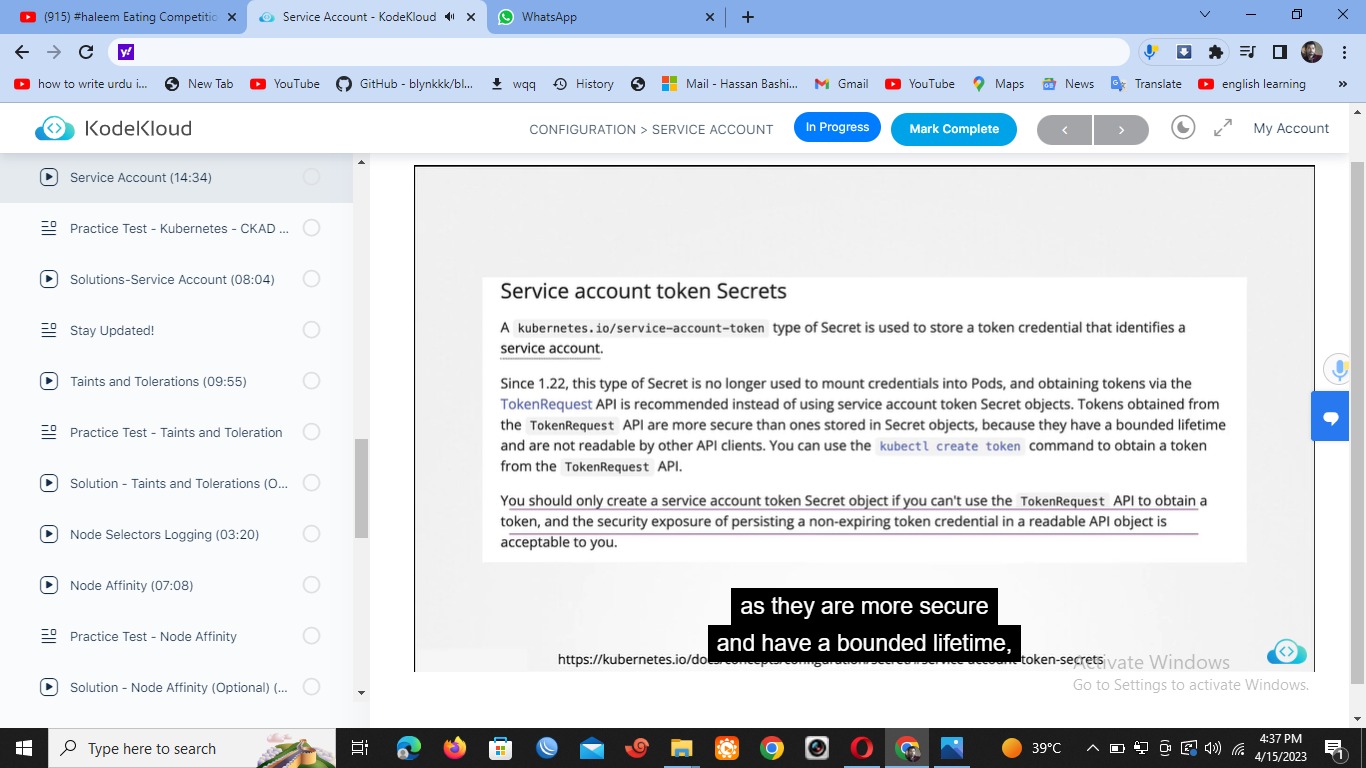 (915) #haleem Eating Competitio
Service Account - KodeKloud
WhatsApp
how to write urdu i...
New Tab
YouTube
GitHub - blynkkk/bl...
wqq
History
Mail - Hassan Bashi...
Gmail
YouTube
Maps
News
Translate
english learning
»
KodeKloud
CONFIGURATION > SERVICE ACCOUNT
In Progress
Mark Complete
My Account
Service Account (14:34)
Practice Test - Kubernetes - CKAD ...
Solutions-Service Account (08:04)
Stay Updated!
Taints and Tolerations (09:55)
Practice Test - Taints and Toleration
Solution - Taints and Tolerations (O...
Node Selectors Logging (03:20)
Node Affinity (07:08)
Practice Test - Node Affinity
Solution - Node Affinity (Optional) (...
Service account token Secrets
A kubernetes.io/service-account-token type of Secret is used to store a token credential that identifies a
service account.
Since 1.22, this type of Secret is no longer used to mount credentials into Pods, and obtaining tokens via the
TokenRequest API is recommended instead of using service account token Secret objects. Tokens obtained from
the TokenRequest API are more secure than ones stored in Secret objects, because they have a bounded lifetime
and are not readable by other API clients. You can use the kubectl create token command to obtain a token
from the TokenRequest API.
You should only create a service account token Secret object if you can't use the TokenRequest API to obtain a
token, and the security exposure of persisting a non-expiring token credential in a readable API object is
acceptable to you.
as they are more secure
and have a bounded lifetime,
https://kubernetes.io/docs/concepts/configuration/secret/#service-account-token-secrets
Activate Windows
Go to Settings to activate Windows.
Type here to search
39°C
4:37 PM
4/15/2023
1